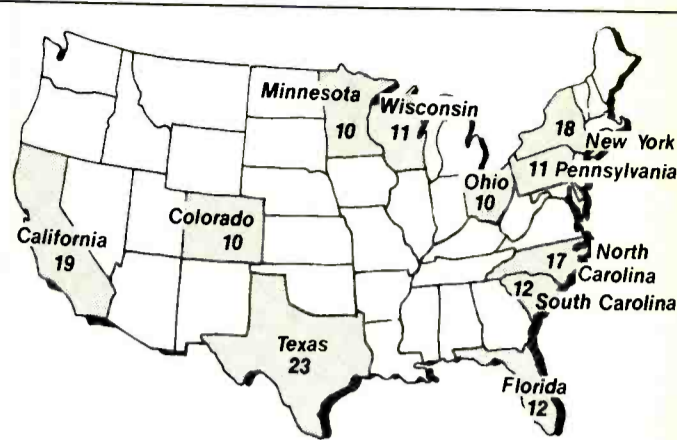 Minnesota
10
Wisconsin
11
18
New York
11 Pennsylvania
Ohio
10
Colorado
10
California
19
17
North
Carolina
12
South Carolina
Texas
23
Florida
12